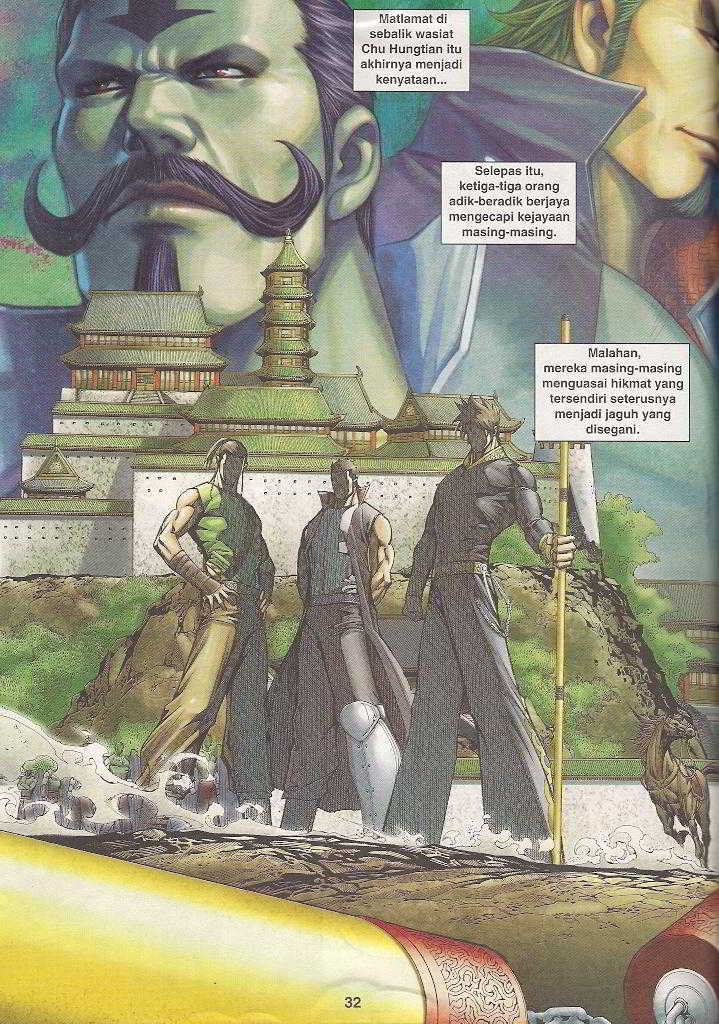 Matlamat di
sebalik wasiat
Chu Hungtian itu
akhirnya menjadi
kenyataan...
Selepas itu,
ketiga-tiga orang
adik-beradik berjaya
mengecapi kejayaan
masing-masing.
Malahan,
mereka masing-masing
menguasai hikmat yang
tersendiri seterusnya
menjadi jaguh yang
disegani.
32